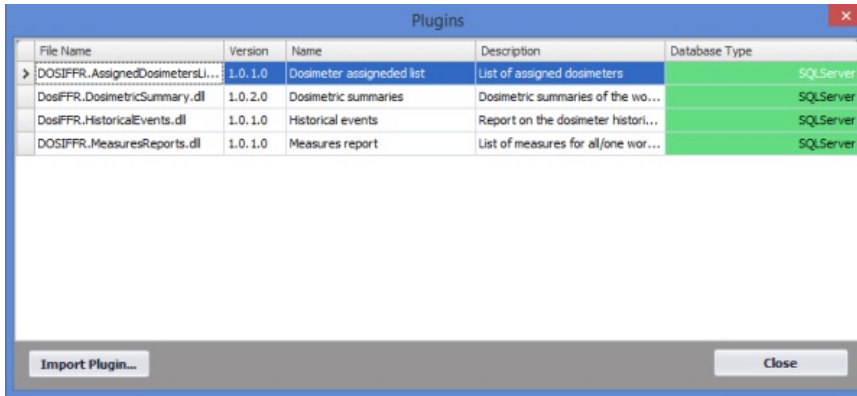 Plugins
File Name Version Name Description Database Type
DOSIFFR.AssignedDosimetersLi... 1.0.1.0 Dosimeter assigneded list List of assigned dosimeters SQLServer
DosiFFR.DosimetricSummary.dll 1.0.2.0 Dosimetric summaries Dosimetric summaries of the wo... SQLServer
DosiFFR.HistoricalEvents.dll 1.0.1.0 Historical events Report on the dosimeter histori... SQLServer
DOSIFFR.MeasuresReports.dll 1.0.1.0 Measures report List of measures for all/one wor... SQLServer
Import Plugin... Close